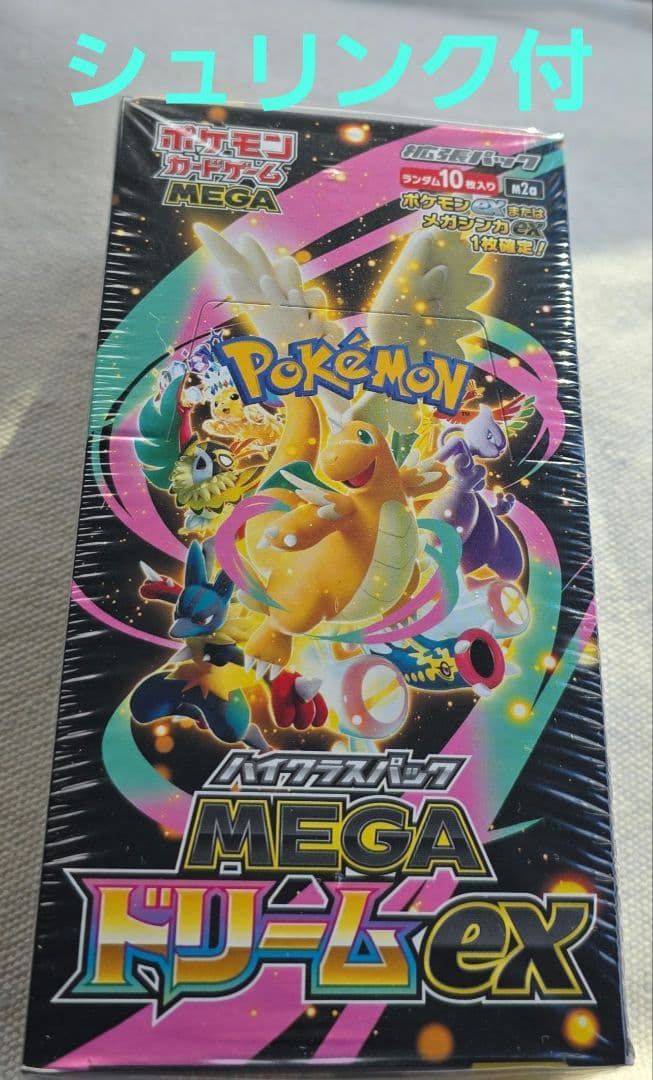 シュリンク付
ポケモン
カードゲーム
MEGA
拡張パック
ランダム10枚入り
M2a
ポケモンexまたは
メガシンカex
1枚確定!
POKéMON
TM
ハイクラスパック
MEGA
ドリームex